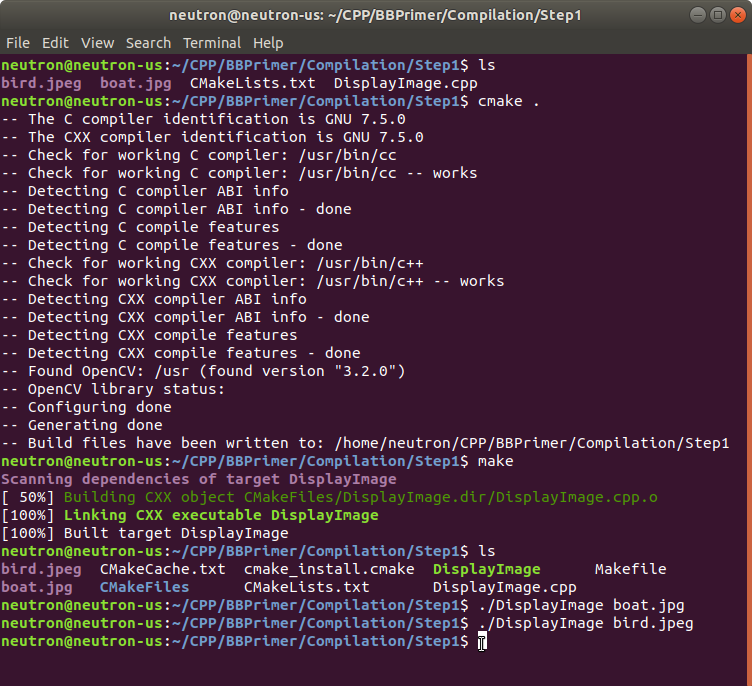 neutron@neutron-us: ~/CPP/BBPrimer/Compilation/Step1
File Edit View Search Terminal Help
neutron@neutron-us:~/CPP/BBPrimer/Compilation/Step1$ ls
bird.jpeg boat.jpg CMakeLists.txt DisplayImage.cpp
neutron@neutron-us:~/CPP/BBPrimer/Compilation/Step1$ cmake .
-- The C compiler identification is GNU 7.5.0
-- The CXX compiler identification is GNU 7.5.0
-- Check for working C compiler: /usr/bin/cc
-- Check for working C compiler: /usr/bin/cc -- works
-- Detecting C compiler ABI info
-- Detecting C compiler ABI info - done
-- Detecting C compile features
-- Detecting C compile features - done
-- Check for working CXX compiler: /usr/bin/c++
-- Check for working CXX compiler: /usr/bin/c++ -- works
-- Detecting CXX compiler ABI info
-- Detecting CXX compiler ABI info - done
-- Detecting CXX compile features
-- Detecting CXX compile features - done
-- Found OpenCV: /usr (found version "3.2.0")
-- OpenCV library status:
-- Configuring done
-- Generating done
-- Build files have been written to: /home/neutron/CPP/BBPrimer/Compilation/Step1
neutron@neutron-us:~/CPP/BBPrimer/Compilation/Step1$ make
Scanning dependencies of target DisplayImage
[ 50%] Building CXX object CMakeFiles/DisplayImage.dir/DisplayImage.cpp.o
[100%] Linking CXX executable DisplayImage
[100%] Built target DisplayImage
neutron@neutron-us:~/CPP/BBPrimer/Compilation/Step1$ ls
bird.jpeg CMakeCache.txt cmake_install.cmake DisplayImage Makefile
boat.jpg CMakeFiles CMakeLists.txt DisplayImage.cpp
neutron@neutron-us:~/CPP/BBPrimer/Compilation/Step1$ ./DisplayImage boat.jpg
neutron@neutron-us:~/CPP/BBPrimer/Compilation/Step1$ ./DisplayImage bird.jpeg
neutron@neutron-us:~/CPP/BBPrimer/Compilation/Step1$